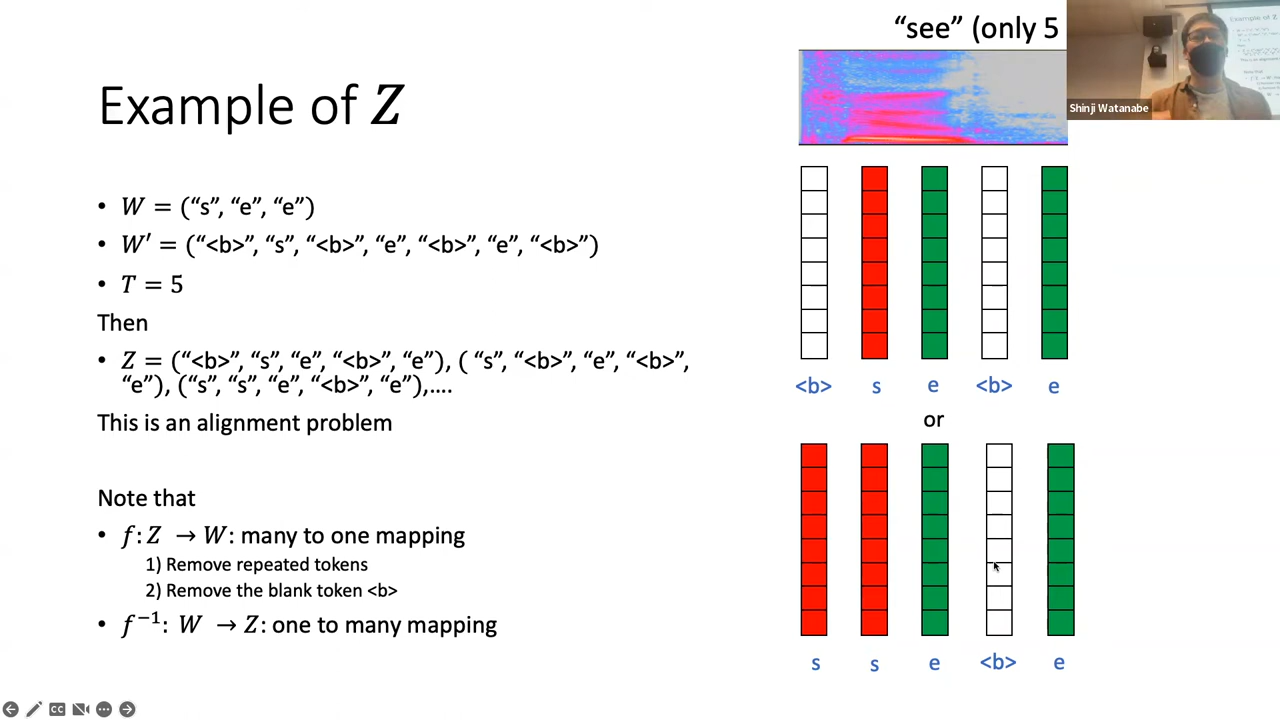 “see” (only 5
Shinji Watanabe
Example of Z
• W = (“s”, “e”, “e”)
• W′ = (“<b>”, “s”, “<b>”, “e”, “<b>”, “e”, “<b>”)
• T = 5
Then
• Z = (“<b>”, “s”, “e”, “<b>”, “e”), ( “s”, “<b>”, “e”, “<b>”,
“e”), (“s”, “s”, “e”, “<b>”, “e”),….
This is an alignment problem
Note that
• f: Z → W: many to one mapping
1) Remove repeated tokens
2) Remove the blank token <b>
• f⁻¹: W → Z: one to many mapping
<b> s e <b> e
or
s s e <b> e
CC